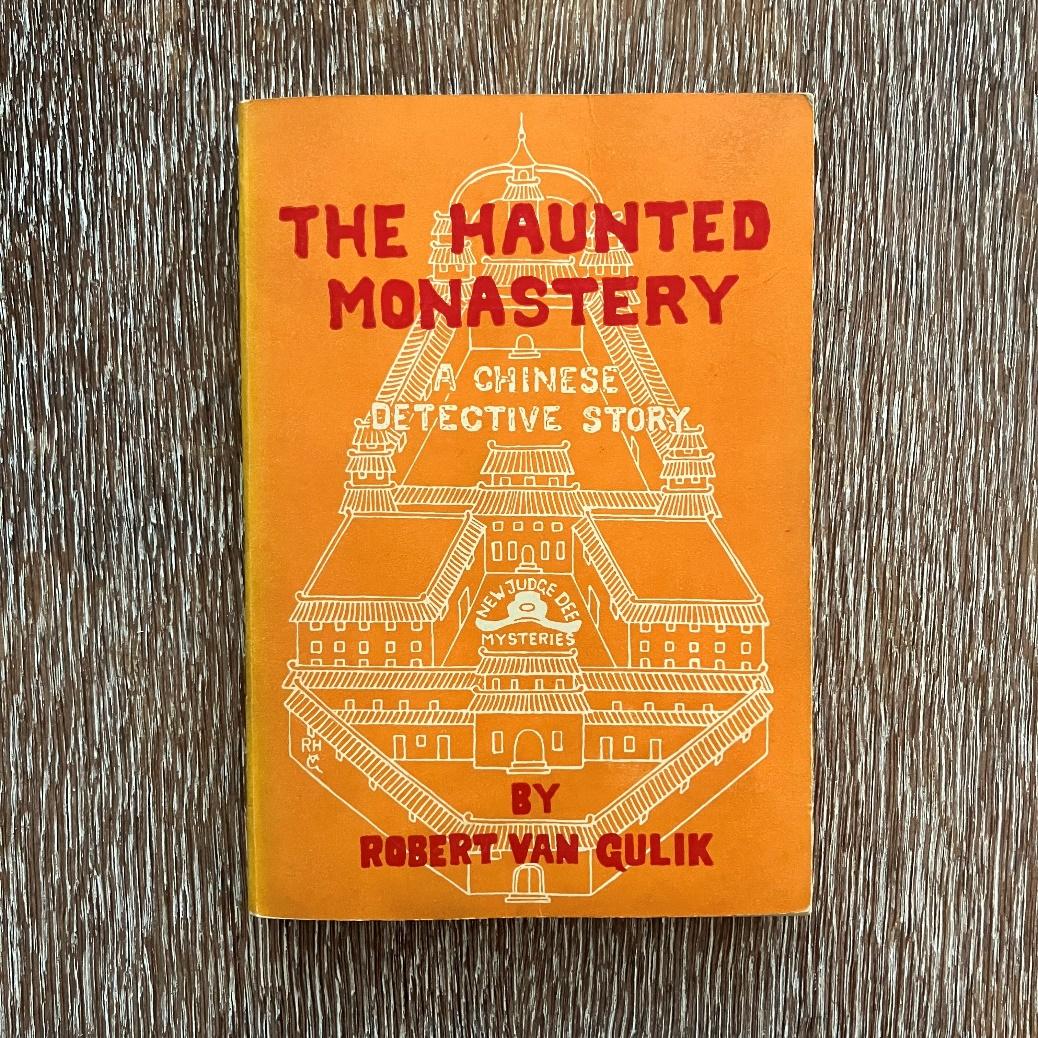 THE HAUNTED
MONASTERY
A CHINESE
DETECTIVE STORY
NEW JUDGE DEE
MYSTERIES
RH
BY
ROBERT VAN GULIK